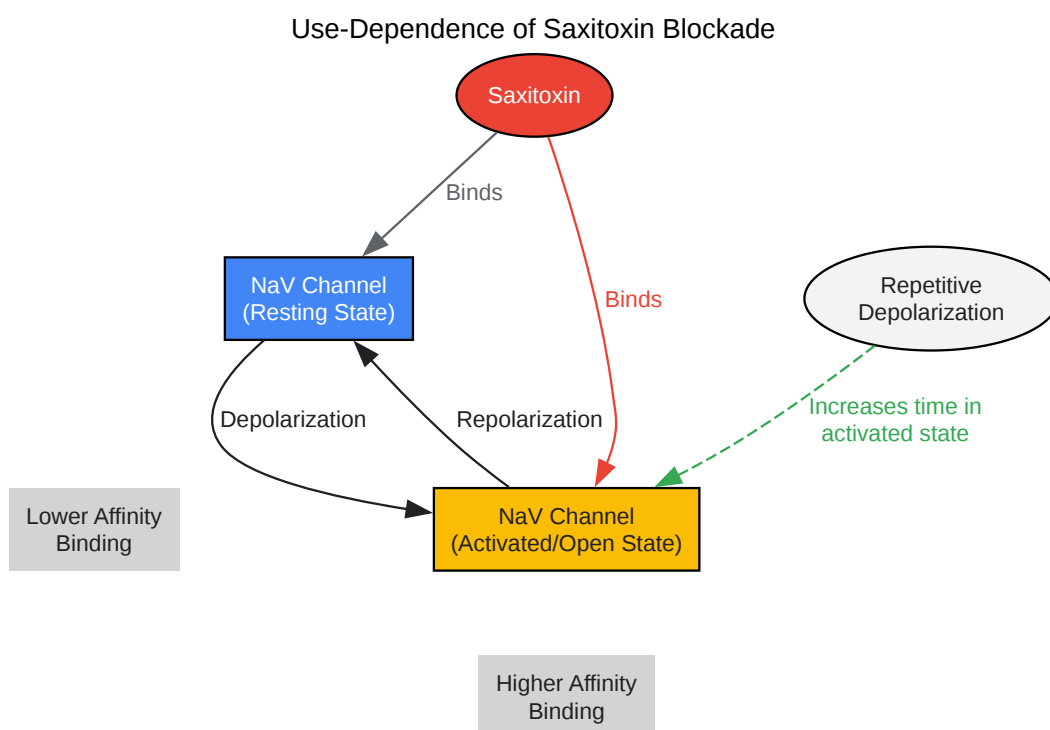 Use-Dependence of Saxitoxin Blockade
Saxitoxin
Binds
NaV Channel
(Resting State)
Binds
Repetitive
Depolarization
Depolarization
Repolarization
Increases time in
activated state
Lower Affinity
Binding
NaV Channel
(Activated/Open State)
Higher Affinity
Binding